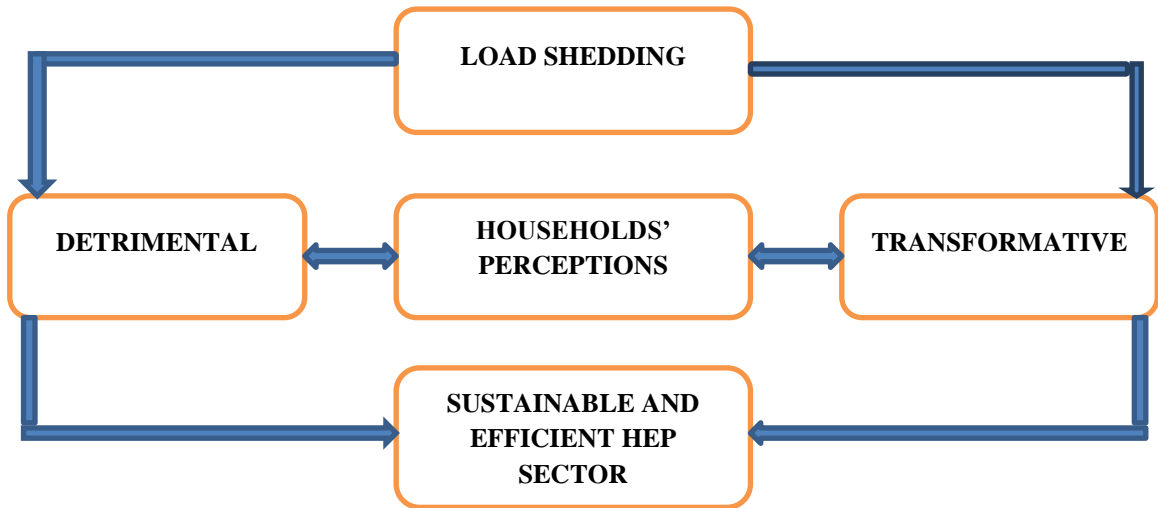 LOAD SHEDDING
DETRIMENTAL
HOUSEHOLDS’
PERCEPTIONS
TRANSFORMATIVE
SUSTAINABLE AND
EFFICIENT HEP
SECTOR